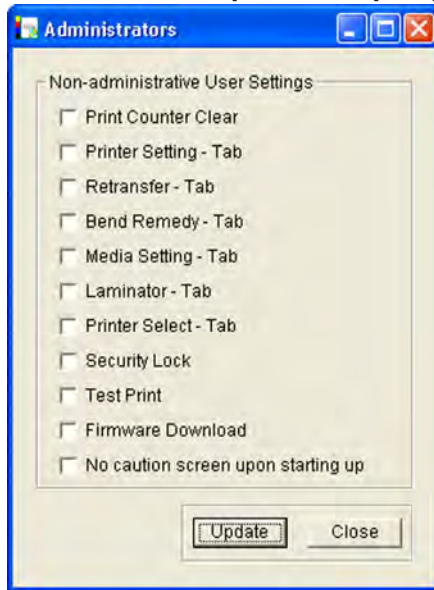 Administrators
Non-administrative User Settings
Print Counter Clear
Printer Setting - Tab
Retransfer - Tab
Bend Remedy - Tab
Media Setting - Tab
Laminator - Tab
Printer Select - Tab
Security Lock
Test Print
Firmware Download
No caution screen upon starting up
Update Close